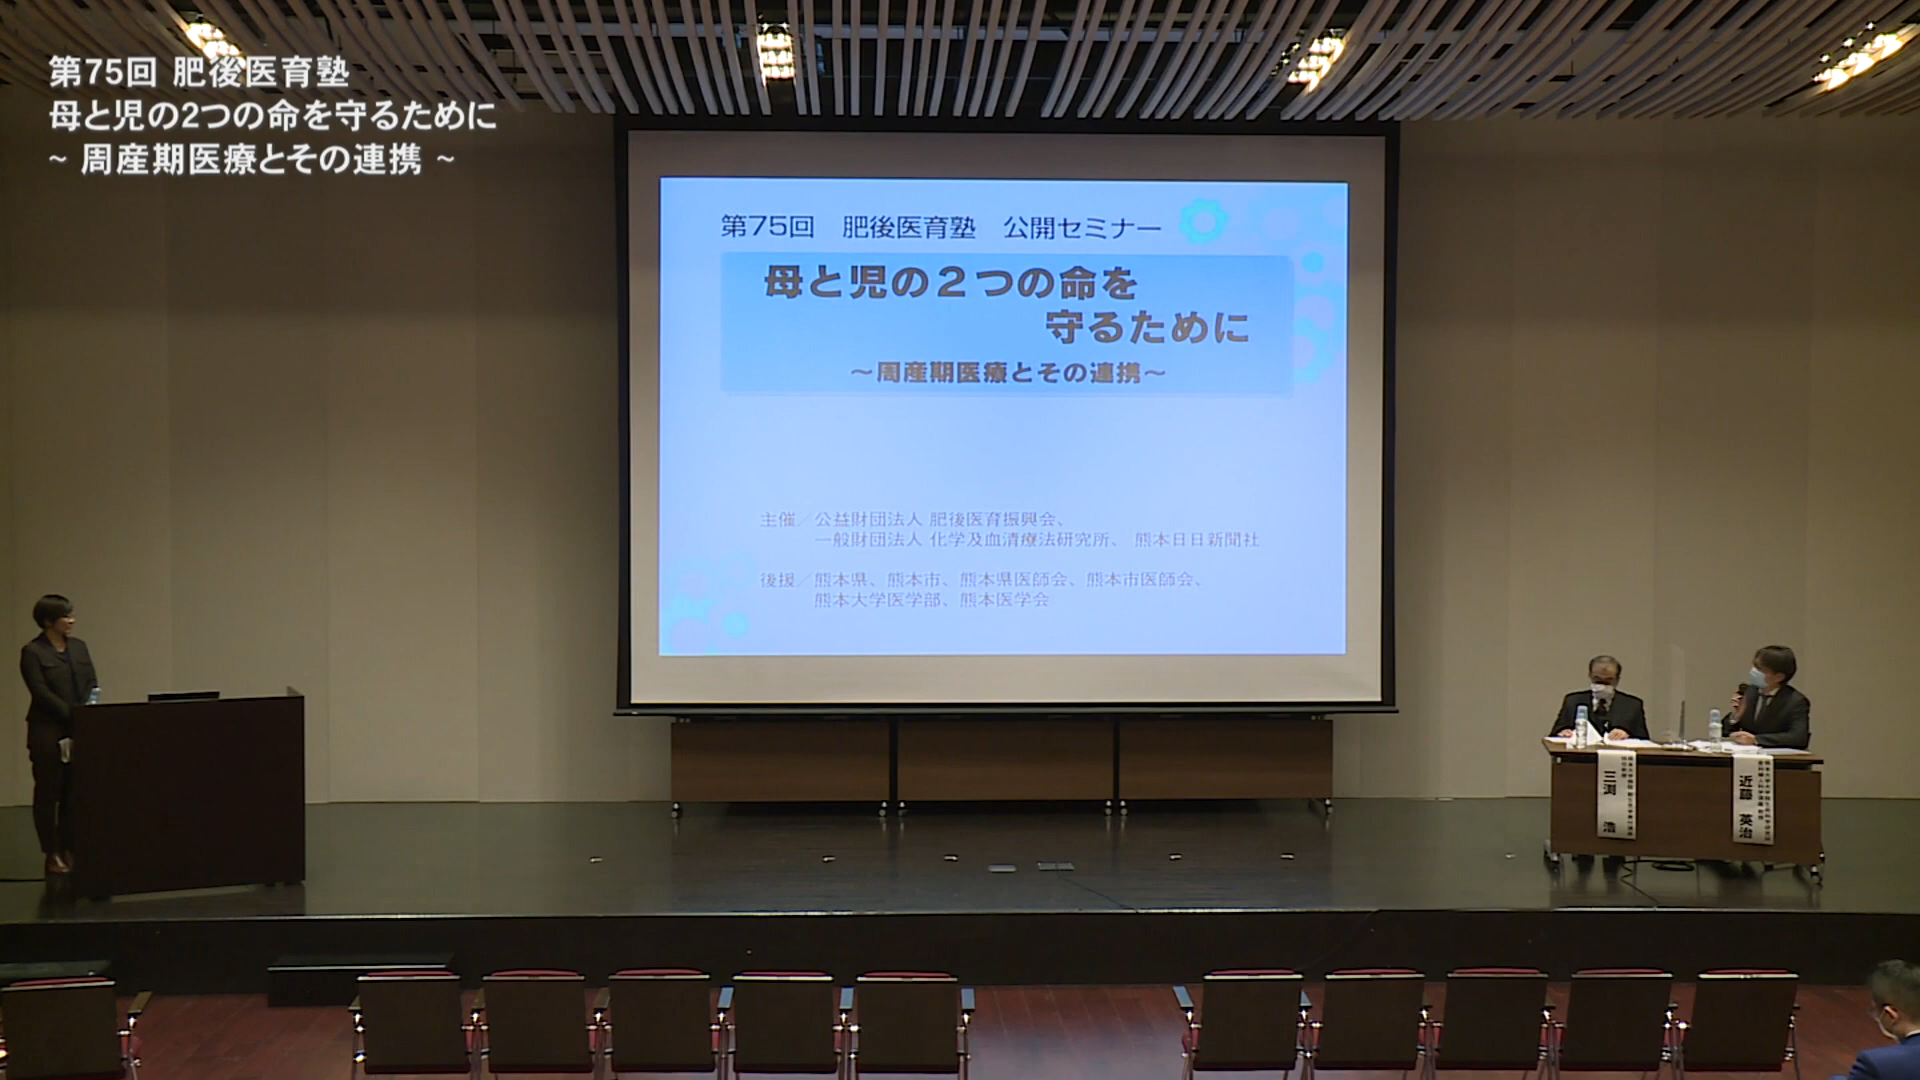 第75回 肥後医育塾
母と児の2つの命を守るために
~ 周産期医療とその連携 ~
第75回　肥後医育塾　公開セミナー
母と児の２つの命を
守るために
～周産期医療とその連携～
主催／公益財団法人 肥後医育振興会、
一般財団法人 化学及血清療法研究所、 熊本日日新聞社
後援／熊本県、熊本市、熊本県医師会、熊本市医師会、
熊本大学医学部、熊本医学会
三渕 浩
近藤 英治